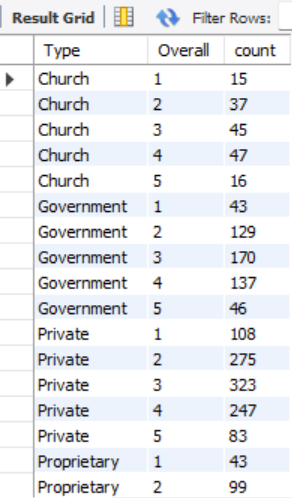 Result Grid Filter Rows:
Type Overall count
Church 1 15
Church 2 37
Church 3 45
Church 4 47
Church 5 16
Government 1 43
Government 2 129
Government 3 170
Government 4 137
Government 5 46
Private 1 108
Private 2 275
Private 3 323
Private 4 247
Private 5 83
Proprietary 1 43
Proprietary 2 99